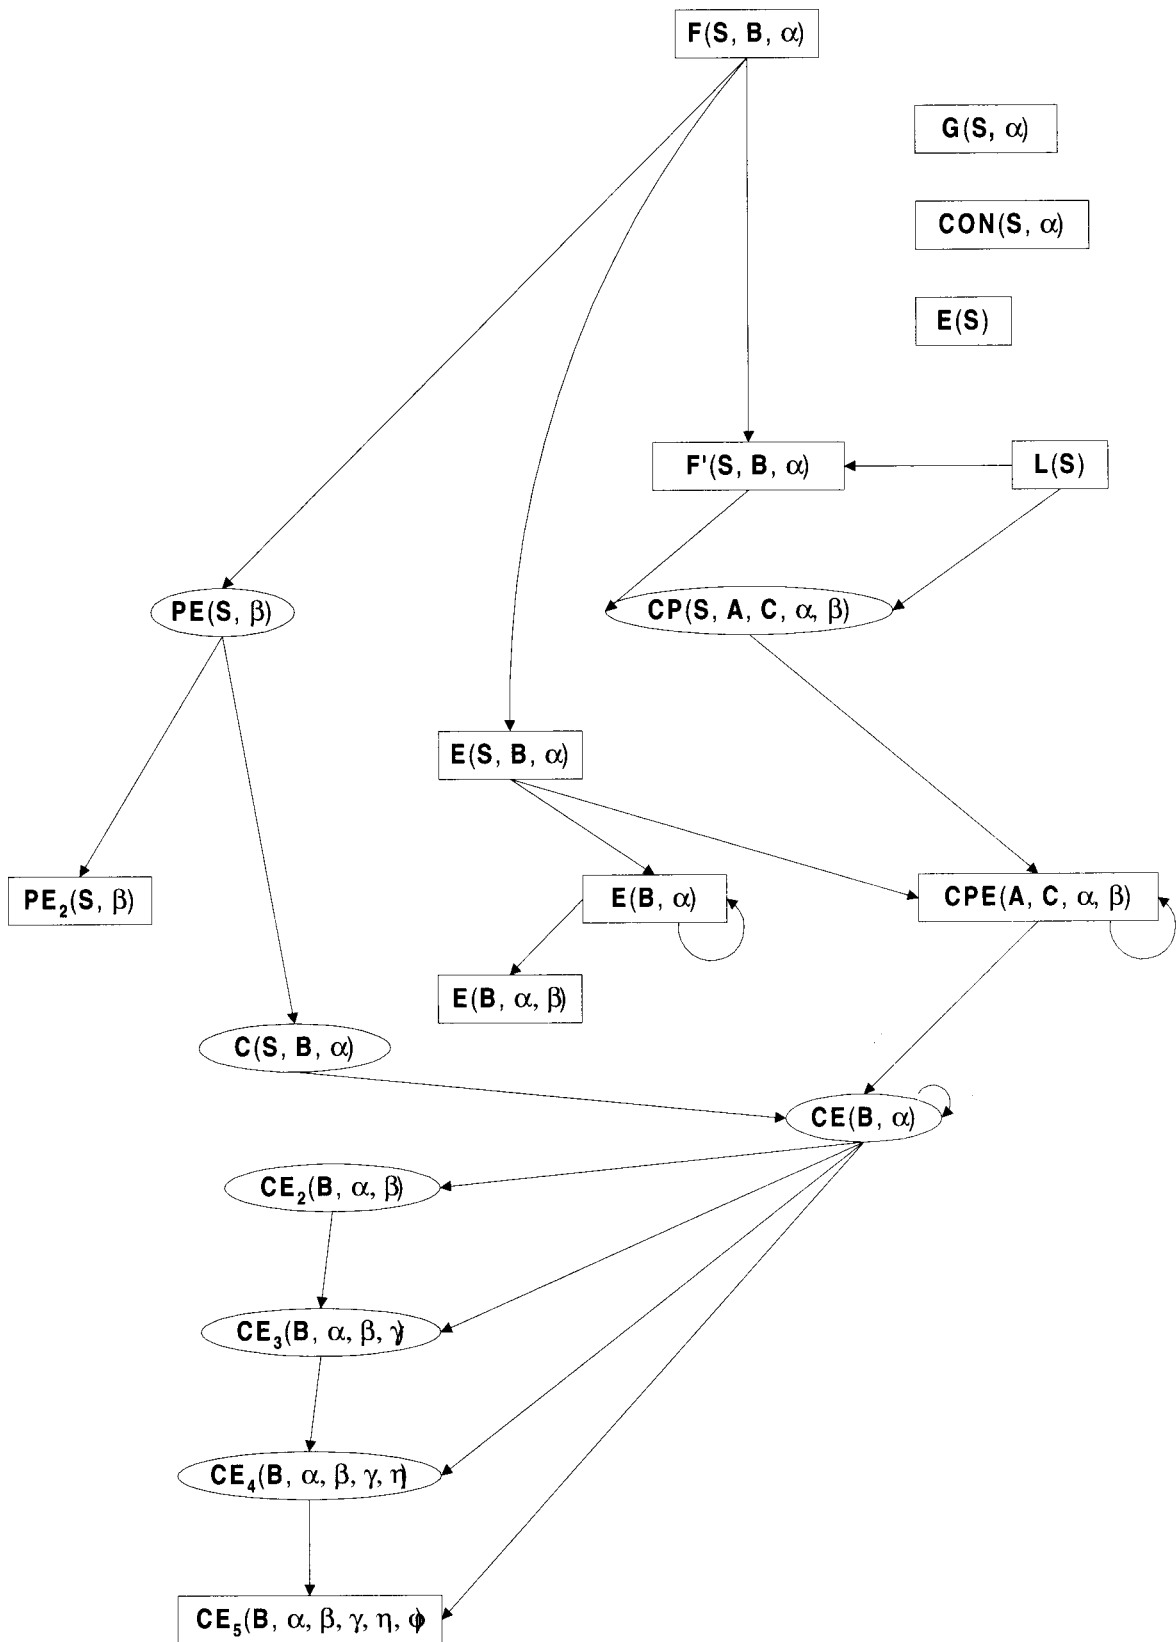 F(S, B, α)
G(S, α)
CON(S, α)
E(S)
F'(S, B, α)
L(S)
PE(S, β)
CP(S, A, C, α, β)
E(S, B, α)
PE₂(S, β)
E(B, α)
CPE(A, C, α, β)
E(B, α, β)
C(S, B, α)
CE(B, α)
CE₂(B, α, β)
CE₃(B, α, β, γ)
CE₄(B, α, β, γ, η)
CE₅(B, α, β, γ, η, φ)